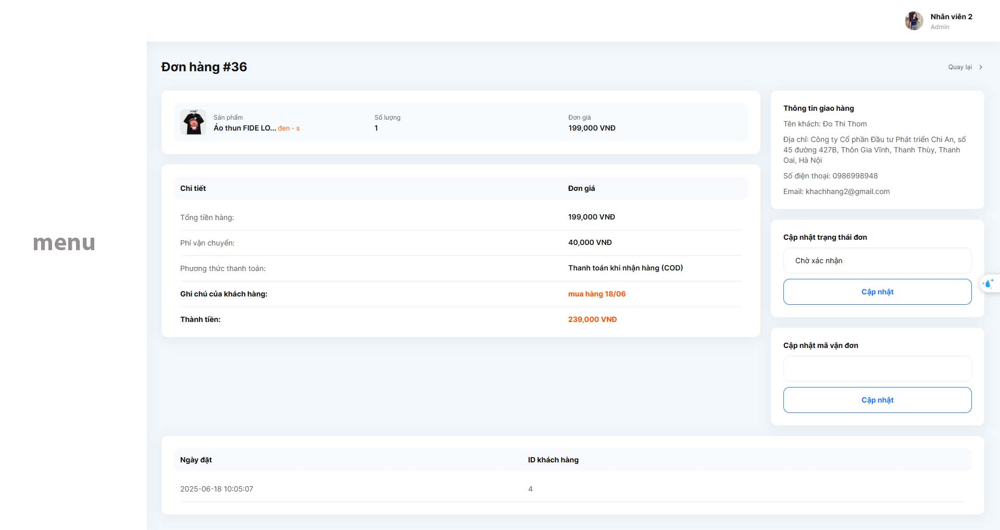 Nhân viên 2
Admin
menu
Đơn hàng #36
Quay lại
Sản phẩm
Áo thun FIDE LO... đen - s
Số lượng
1
Đơn giá
199,000 VNĐ
Chi tiết
Đơn giá
Tổng tiền hàng:
199,000 VNĐ
Phí vận chuyển:
40,000 VNĐ
Phương thức thanh toán:
Thanh toán khi nhận hàng (COD)
Ghi chú của khách hàng:
mua hàng 18/06
Thành tiền:
239,000 VNĐ
Thông tin giao hàng
Tên khách: Đo Thi Thom
Địa chỉ: Công ty Cổ phần Đầu tư Phát triển Chi An, số
45 đường 427B, Thôn Gia Vĩnh, Thanh Thùy, Thanh
Oai, Hà Nội
Số điện thoại: 0986998948
Email: khachhang2@gmail.com
Cập nhật trạng thái đơn
Chờ xác nhận
Cập nhật
Cập nhật mã vận đơn
Cập nhật
Ngày đặt
ID khách hàng
2025-06-18 10:05:07
4